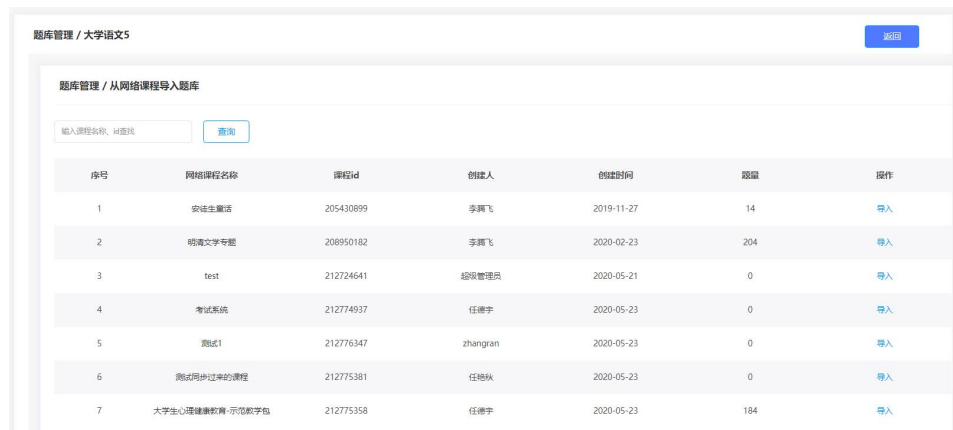 题库管理 / 大学语文5 返回
题库管理 / 从网络课程导入题库
输入课程名称、id查找 查询
序号 网络课程名称 课程id 创建人 创建时间 题量 操作
1 安徒生童话 205430899 李腾飞 2019-11-27 14 导入
2 明清文学专题 208950182 李腾飞 2020-02-23 204 导入
3 test 212724641 超级管理员 2020-05-21 0 导入
4 考试系统 212774937 任德宇 2020-05-23 0 导入
5 测试1 212776347 zhangran 2020-05-23 0 导入
6 测试同步过来的课程 212775381 任艳秋 2020-05-23 0 导入
7 大学生心理健康教育-示范教学包 212775358 任德宇 2020-05-23 184 导入